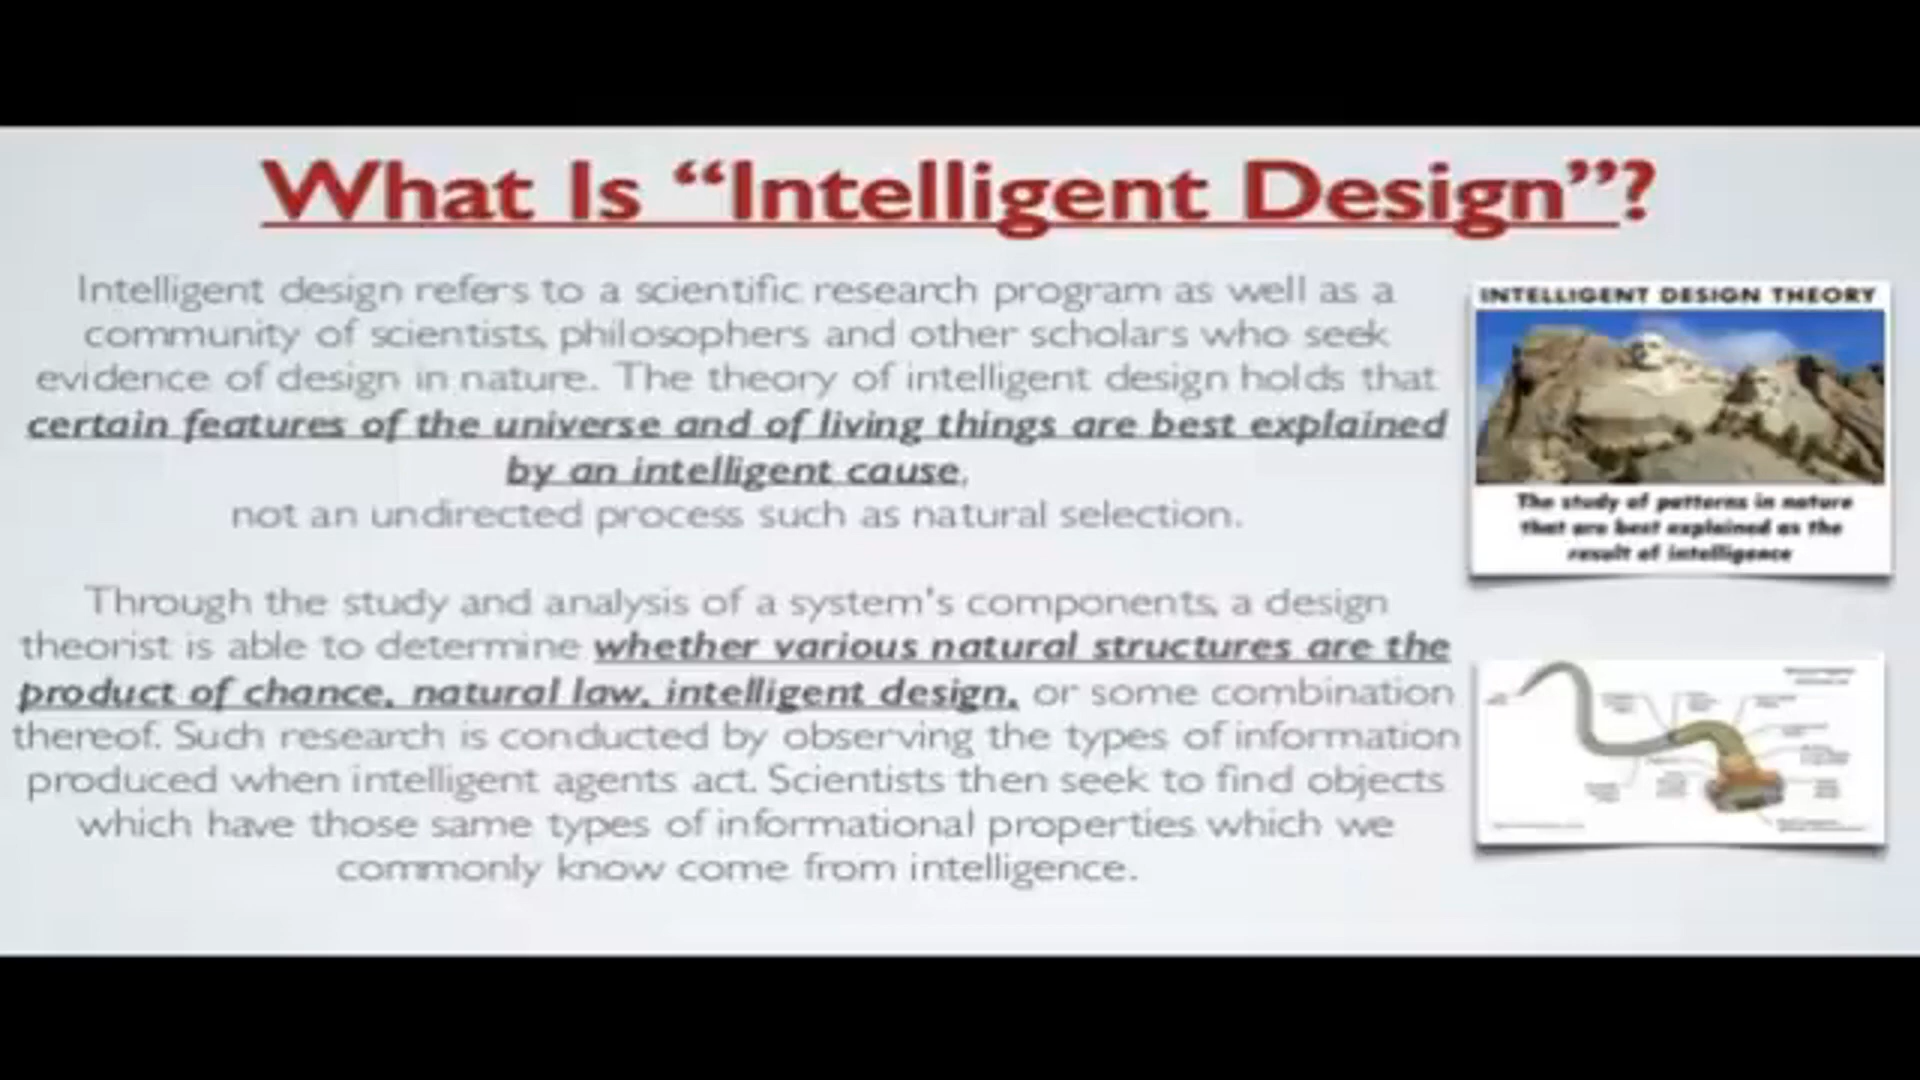 What Is “Intelligent Design”?
Intelligent design refers to a scientific research program as well as a
community of scientists, philosophers and other scholars who seek
evidence of design in nature. The theory of intelligent design holds that
certain features of the universe and of living things are best explained
by an intelligent cause,
not an undirected process such as natural selection.
Through the study and analysis of a system's components, a design
theorist is able to determine whether various natural structures are the
product of chance, natural law, intelligent design, or some combination
thereof. Such research is conducted by observing the types of information
produced when intelligent agents act. Scientists then seek to find objects
which have those same types of informational properties which we
commonly know come from intelligence.
INTELLIGENT DESIGN THEORY
The study of patterns in nature
that are best explained as the
result of intelligence